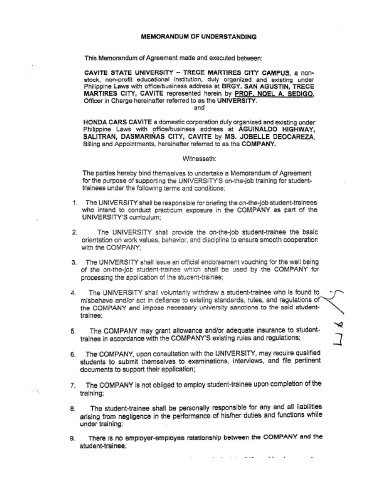 MEMORANDUM OF UNDERSTANDING
This Memorandum of Agreement made and executed between:
CAVITE STATE UNIVERSITY – TRECE MARTIRES CITY CAMPUS, a non-
stock, non-profit educational institution, duly organized and existing under
Philippine Laws with office/business address at BRGY. SAN AGUSTIN, TRECE
MARTIRES CITY, CAVITE represented herein by PROF. NOEL A. SEDIGO,
Officer in Charge hereinafter referred to as the UNIVERSITY.
and
HONDA CARS CAVITE a domestic corporation duly organized and existing under
Philippine Laws with office/business address at AGUINALDO HIGHWAY,
SALITRAN, DASMARINAS CITY, CAVITE by MS. JOBELLE DEOCAREZA,
Billing and Appointments, hereinafter referred to as the COMPANY.
Witnesseth:
The parties hereby bind themselves to undertake a Memorandum of Agreement
for the purpose of supporting the UNIVERSITY'S on-the-job training for student-
trainees under the following terms and conditions:
1. The UNIVERSITY shall be responsible for briefing the on-the-job student-trainees
who intend to conduct practicum exposure in the COMPANY as part of the
UNIVERSITY'S curriculum;
2. The UNIVERSITY shall provide the on-the-job student-trainees the basic
orientation on work values, behavior, and discipline to ensure smooth cooperation
with the COMPANY;
3. The UNIVERSITY shall issue an official endorsement vouching for the well being
of the on-the-job student-trainee which shall be used by the COMPANY for
processing the application of the student-trainee;
4. The UNIVERSITY shall voluntarily withdraw a student-trainee who is found to
misbehave and/or act in defiance to existing standards, rules, and regulations of
the COMPANY and impose necessary university sanctions to the said student-
trainee;
5. The COMPANY may grant allowance and/or adequate insurance to student-
trainee in accordance with the COMPANY'S existing rules and regulations;
6. The COMPANY, upon consultation with the UNIVERSITY, may require qualified
students to submit themselves to examinations, interviews, and file pertinent
documents to support their application;
7. The COMPANY is not obliged to employ student-trainee upon completion of the
training;
8. The student-trainee shall be personally responsible for any and all liabilities
arising from negligence in the performance of his/her duties and functions while
under training;
9. There is no employer-employee relationship between the COMPANY and the
student-trainee;